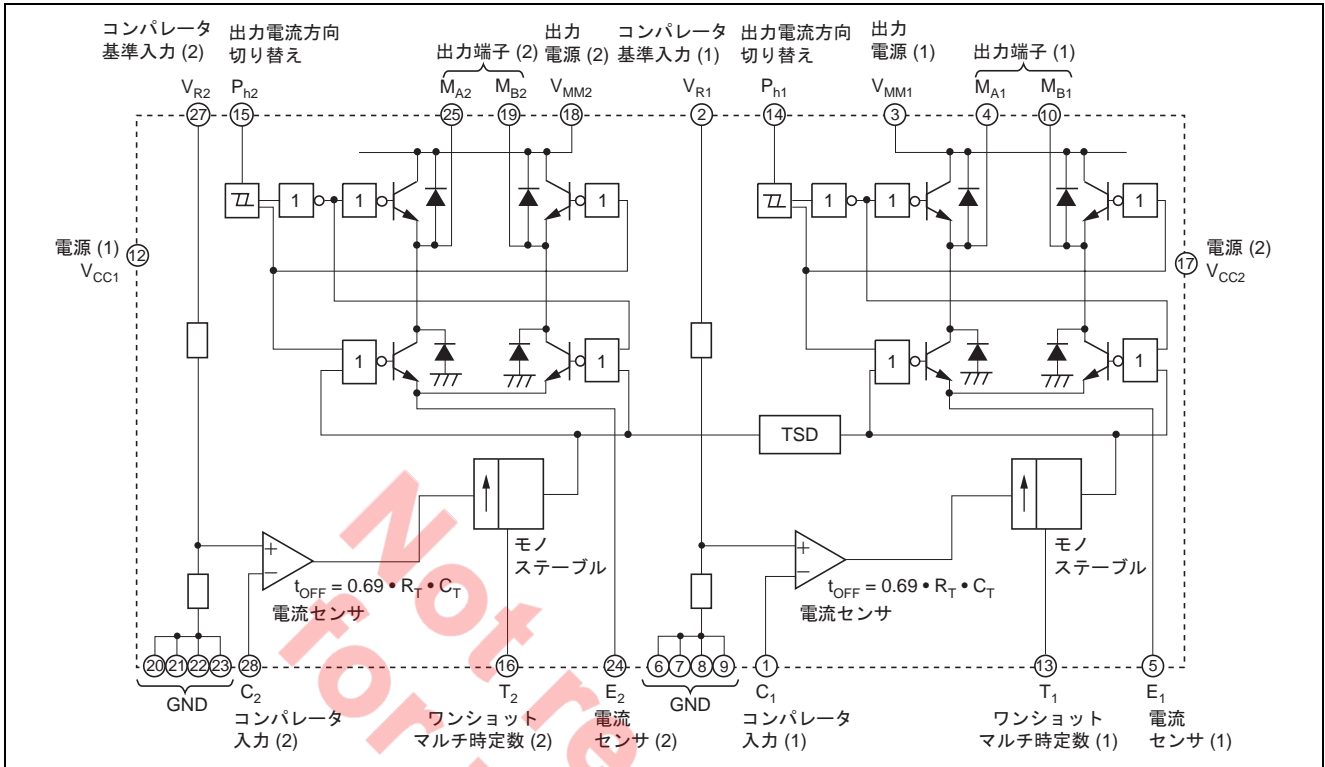 コンパレータ
基準入力 (2)
出力電流方向
切り替え
出力端子 (2)
出力
電源 (2)
コンパレータ
基準入力 (1)
出力電流方向
切り替え
出力
電源 (1)
出力端子 (1)
VR2
Ph2
MA2
MB2
VMM2
VR1
Ph1
VMM1
MA1
MB1
27
15
25
19
18
2
14
3
4
10
1
1
1
1
1
1
電源 (1)
12
VCC1
17
電源 (2)
VCC2
1
1
1
1
TSD
モノ
ステーブル
モノ
ステーブル
+
−
+
−
tOFF = 0.69 • RT • CT
電流センサ
tOFF = 0.69 • RT • CT
電流センサ
20
21
22
23
28
16
24
6
7
8
9
1
13
5
GND
C2
コンパレータ
入力 (2)
T2
ワンショット
マルチ時定数 (2)
E2
電流
センサ (2)
GND
C1
コンパレータ
入力 (1)
T1
ワンショット
マルチ時定数 (1)
E1
電流
センサ (1)
Not re
for